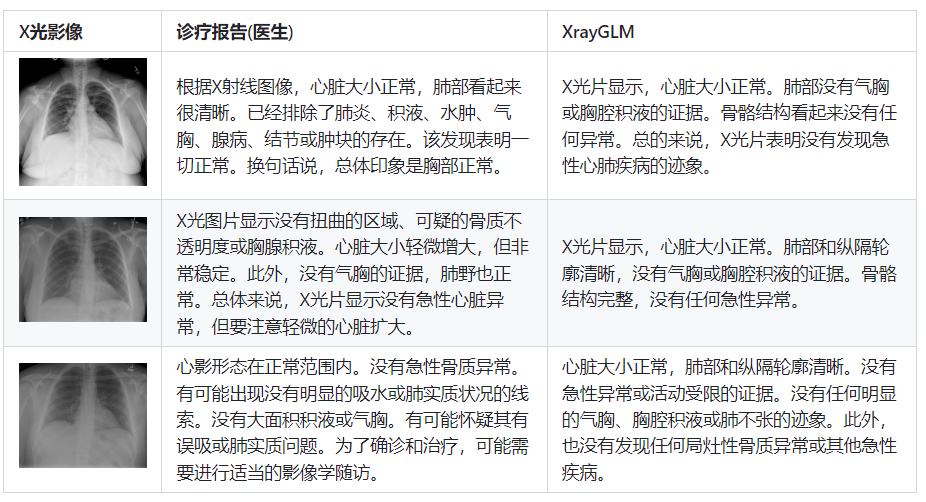 X光影像
诊疗报告(医生)
XrayGLM
根据X射线图像，心脏大小正常，肺部看起来
很清晰。已经排除了肺炎、积液、水肿、气
胸、腺病、结节或肿块的存在。该发现表明一
切正常。换句话说，总体印象是胸部正常。
X光片显示，心脏大小正常。肺部没有气胸
或胸腔积液的证据。骨骼结构看起来没有任
何异常。总的来说，X光片表明没有发现急
性心肺疾病的迹象。
X光图片显示没有扭曲的区域、可疑的骨质不
透明度或胸腺积液。心脏大小轻微增大，但非
常稳定。此外，没有气胸的证据，肺野也正
常。总体来说，X光片显示没有急性心脏异
常，但要注意轻微的心脏扩大。
X光片显示，心脏大小正常。肺部和纵隔轮
廓清晰，没有气胸或胸腔积液的证据。骨骼
结构完整，没有任何急性异常。
心影形态在正常范围内。没有急性骨质异常。
有可能出现没有明显的吸水或肺实质状况的线
索。没有大面积积液或气胸。有可能怀疑其有
误吸或肺实质问题。为了确诊和治疗，可能需
要进行适当的影像学随访。
心脏大小正常，肺部和纵隔轮廓清晰。没有
急性异常或活动受限的证据。没有任何明显
的气胸、胸腔积液或肺不张的迹象。此外，
也没有发现任何局灶性骨质异常或其他急性
疾病。